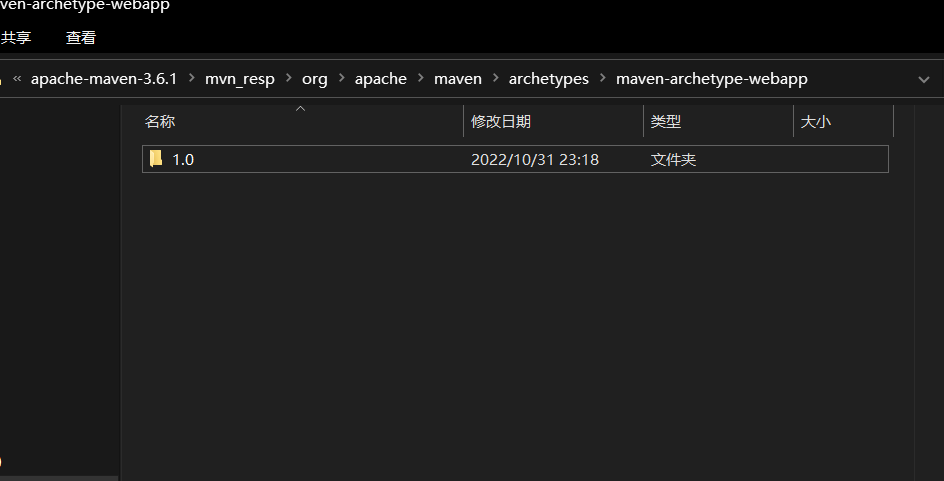 ven-archetype-webapp
共享 查看
« apache-maven-3.6.1 > mvn_resp > org > apache > maven > archetypes > maven-archetype-webapp
名称 修改日期 类型 大小
1.0 2022/10/31 23:18 文件夹